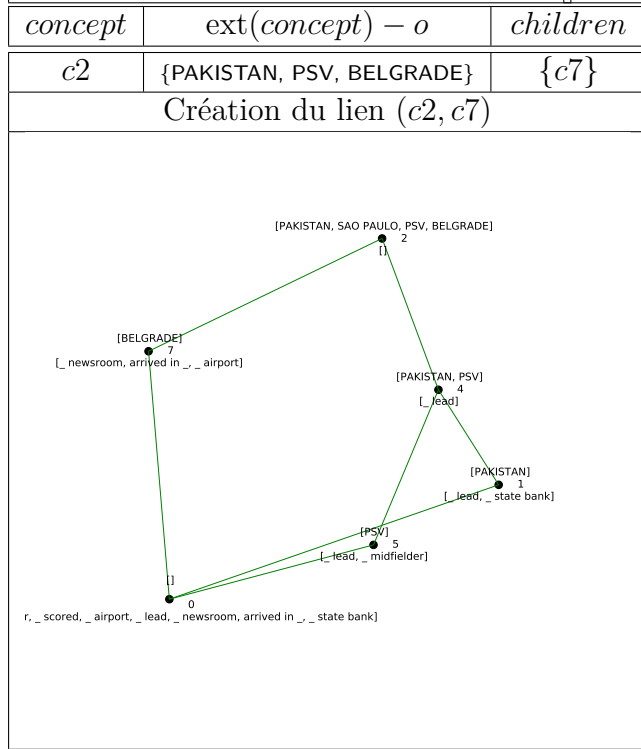 concept ext(concept) − o children
c2 {PAKISTAN, PSV, BELGRADE} {c7}
Création du lien (c2, c7)
[PAKISTAN, SAO PAULO, PSV, BELGRADE]
2
[]
[BELGRADE]
7
[_ newsroom, arrived in _, _ airport]
[PAKISTAN, PSV]
4
[_ lead]
[PAKISTAN]
1
[_ lead, _ state bank]
[PSV]
5
[_ lead, _ midfielder]
[]
0
r, _ scored, _ airport, _ lead, _ newsroom, arrived in _, _ state bank]